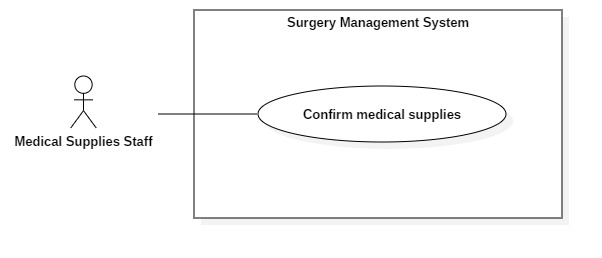 Surgery Management System
Confirm medical supplies
Medical Supplies Staff